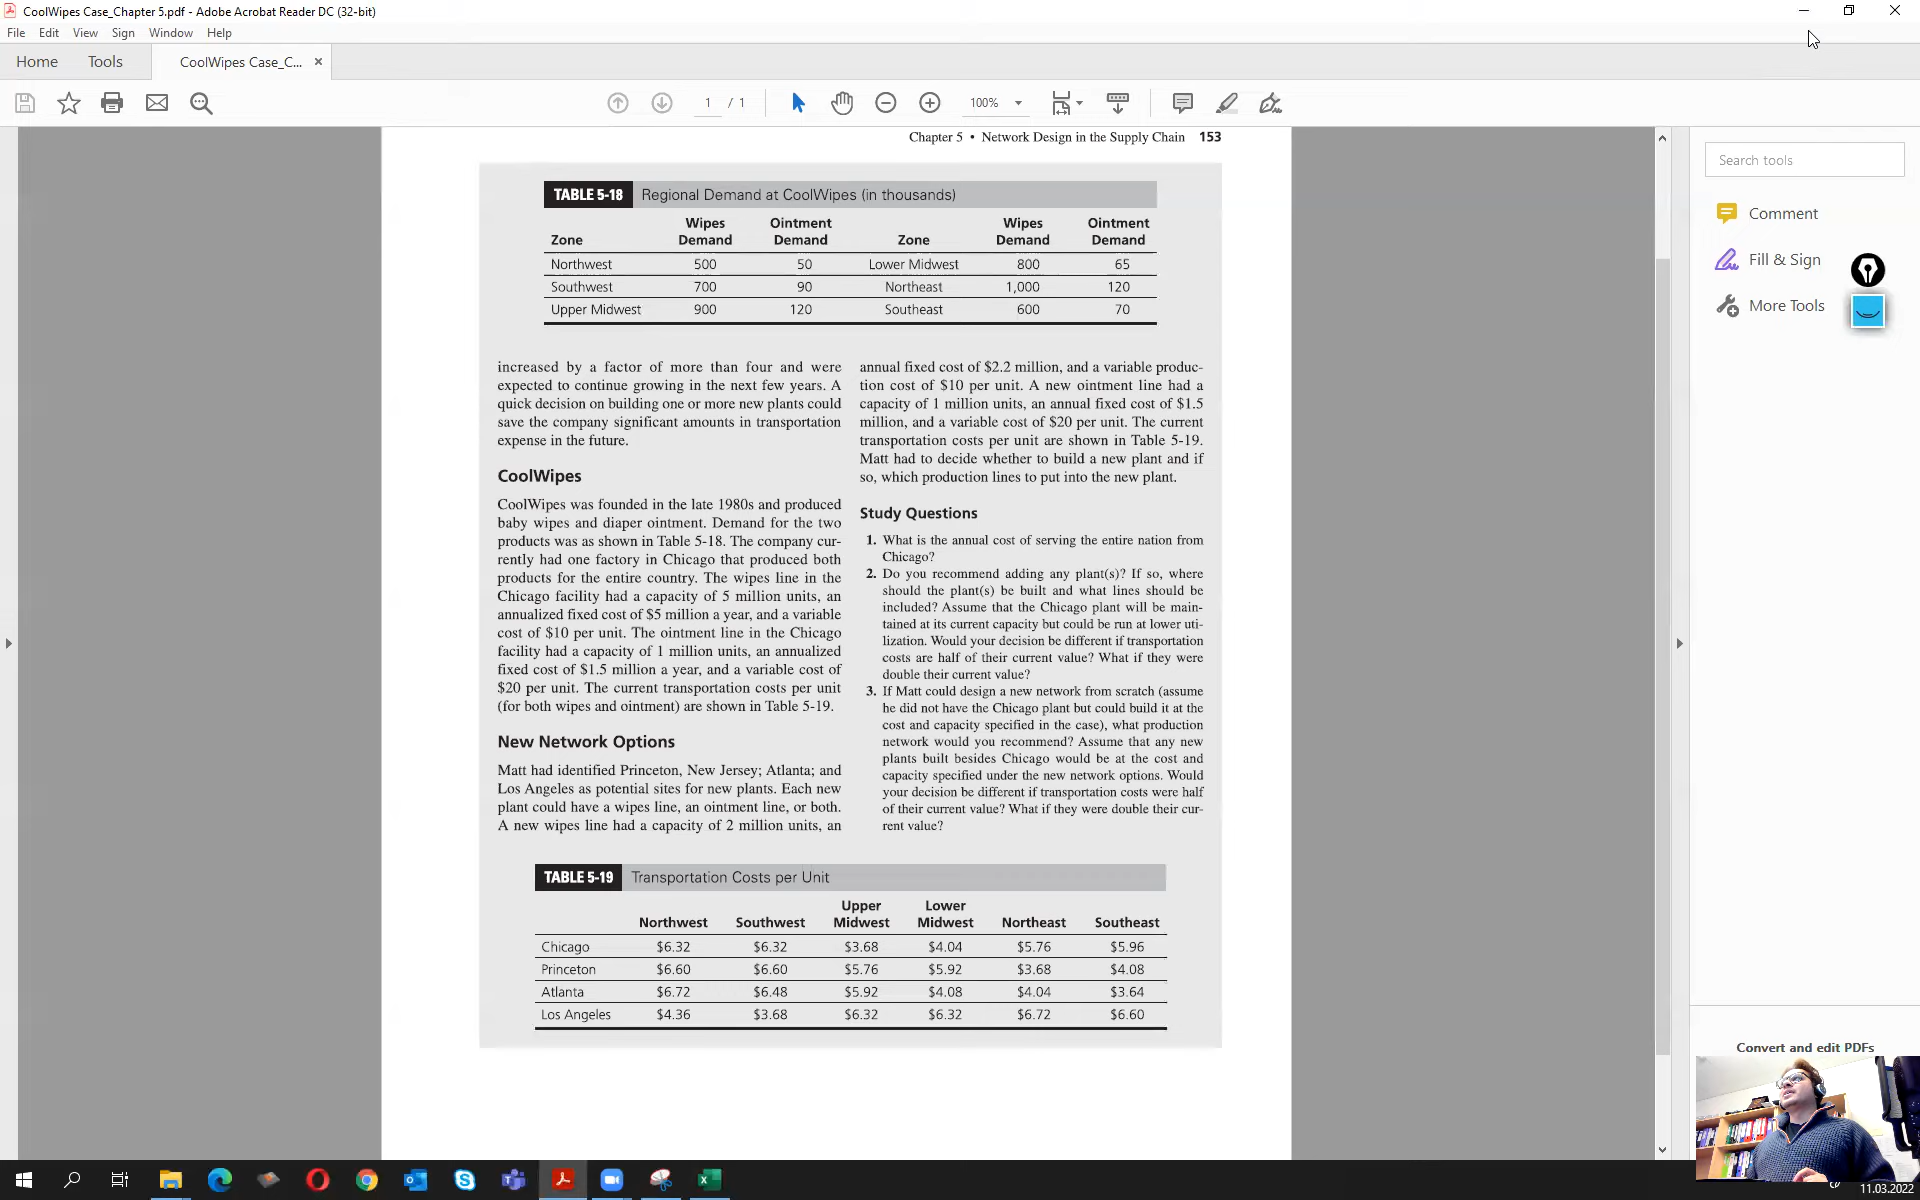 CoolWipes Case_Chapter 5.pdf - Adobe Acrobat Reader DC (32-bit)
File Edit View Sign Window Help
Home Tools CoolWipes Case_C... ×
1 / 1 100%
Chapter 5 • Network Design in the Supply Chain 153
TABLE 5-18 Regional Demand at CoolWipes (in thousands)
Wipes Ointment Wipes Ointment
Zone Demand Demand Zone Demand Demand
Northwest 500 50 Lower Midwest 800 65
Southwest 700 90 Northeast 1,000 120
Upper Midwest 900 120 Southeast 600 70
increased by a factor of more than four and were
expected to continue growing in the next few years. A
quick decision on building one or more new plants could
save the company significant amounts in transportation
expense in the future.
CoolWipes
CoolWipes was founded in the late 1980s and produced
baby wipes and diaper ointment. Demand for the two
products was as shown in Table 5-18. The company cur-
rently had one factory in Chicago that produced both
products for the entire country. The wipes line in the
Chicago facility had a capacity of 5 million units, an
annualized fixed cost of $5 million a year, and a variable
cost of $10 per unit. The ointment line in the Chicago
facility had a capacity of 1 million units, an annualized
fixed cost of $1.5 million a year, and a variable cost of
$20 per unit. The current transportation costs per unit
(for both wipes and ointment) are shown in Table 5-19.
New Network Options
Matt had identified Princeton, New Jersey; Atlanta; and
Los Angeles as potential sites for new plants. Each new
plant could have a wipes line, an ointment line, or both.
A new wipes line had a capacity of 2 million units, an
annual fixed cost of $2.2 million, and a variable produc-
tion cost of $10 per unit. A new ointment line had a
capacity of 1 million units, an annual fixed cost of $1.5
million, and a variable cost of $20 per unit. The current
transportation costs per unit are shown in Table 5-19.
Matt had to decide whether to build a new plant and if
so, which production lines to put into the new plant.
Study Questions
1. What is the annual cost of serving the entire nation from
Chicago?
2. Do you recommend adding any plant(s)? If so, where
should the plant(s) be built and what lines should be
included? Assume that the Chicago plant will be main-
tained at its current capacity but could be run at lower uti-
lization. Would your decision be different if transportation
costs are half of their current value? What if they were
double their current value?
3. If Matt could design a new network from scratch (assume
he did not have the Chicago plant but could build it at the
cost and capacity specified in the case), what production
network would you recommend? Assume that any new
plants built besides Chicago would be at the cost and
capacity specified under the new network options. Would
your decision be different if transportation costs were half
of their current value? What if they were double their cur-
rent value?
TABLE 5-19 Transportation Costs per Unit
Upper Lower
Northwest Southwest Midwest Midwest Northeast Southeast
Chicago $6.32 $6.32 $3.68 $4.04 $5.76 $5.96
Princeton $6.60 $6.60 $5.76 $5.92 $3.68 $4.08
Atlanta $6.72 $6.48 $5.92 $4.08 $4.04 $3.64
Los Angeles $4.36 $3.68 $6.32 $6.32 $6.72 $6.60
Search tools
Comment
Fill & Sign
More Tools
Convert and edit PDFs
11.03.2022